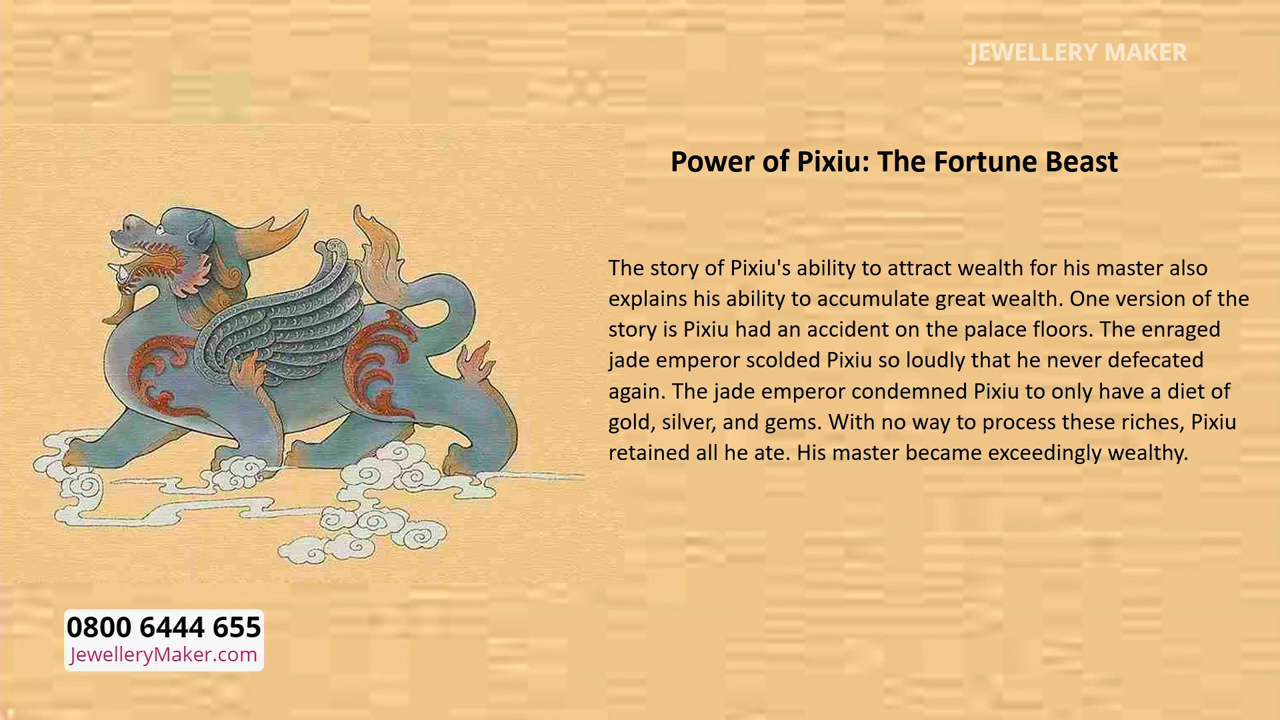 JEWELLERY MAKER
Power of Pixiu: The Fortune Beast
The story of Pixiu's ability to attract wealth for his master also
explains his ability to accumulate great wealth. One version of the
story is Pixiu had an accident on the palace floors. The enraged
jade emperor scolded Pixiu so loudly that he never defecated
again. The jade emperor condemned Pixiu to only have a diet of
gold, silver, and gems. With no way to process these riches, Pixiu
retained all he ate. His master became exceedingly wealthy.
0800 6444 655
JewelleryMaker.com